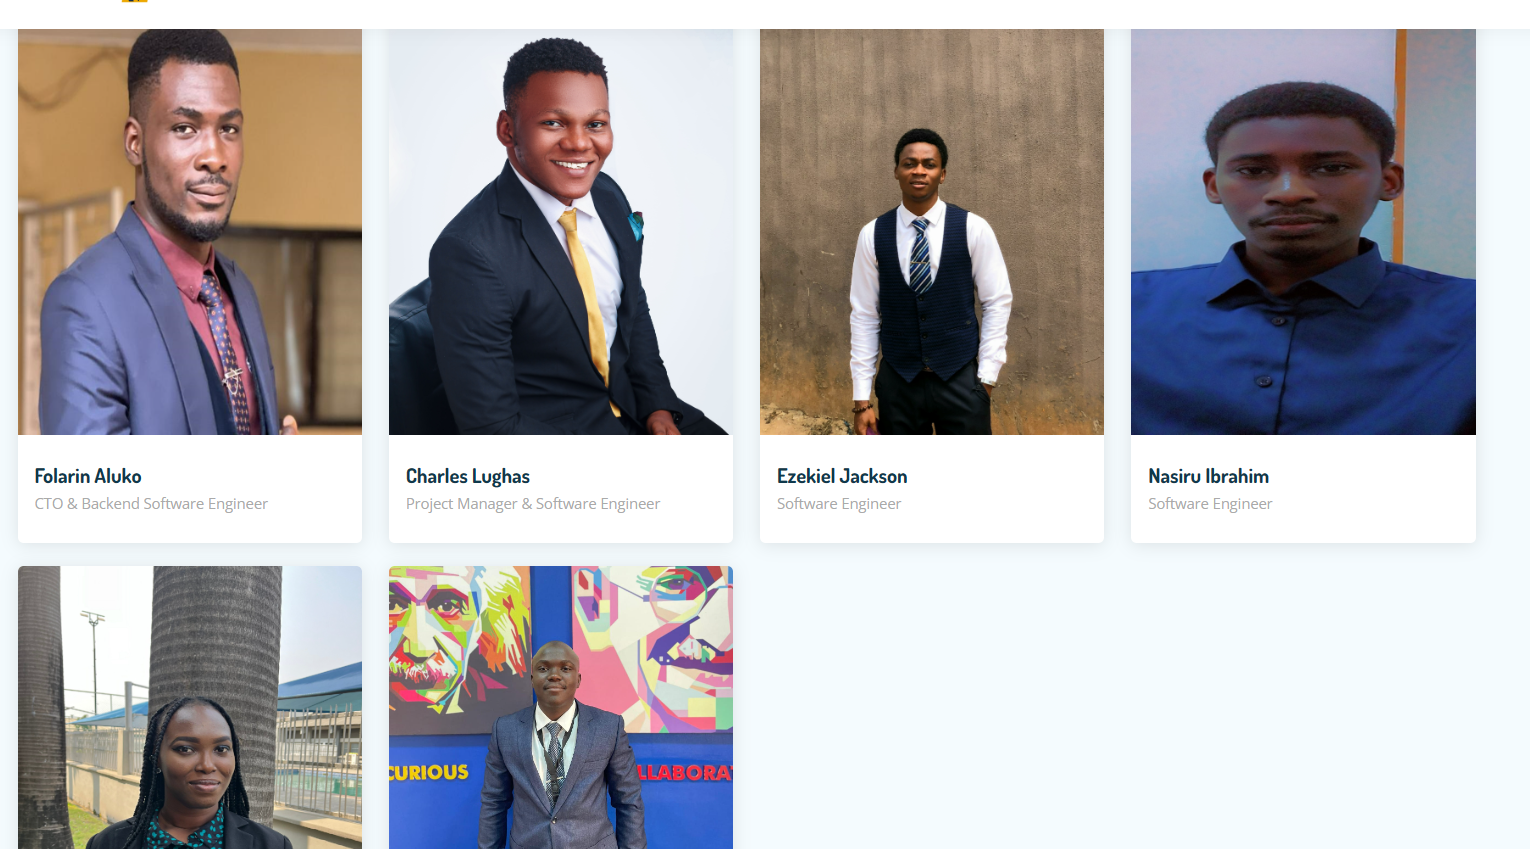 Folarin Aluko
CTO & Backend Software Engineer
Charles Lughas
Project Manager & Software Engineer
Ezekiel Jackson
Software Engineer
Nasiru Ibrahim
Software Engineer
CURIOUS
LLABORA